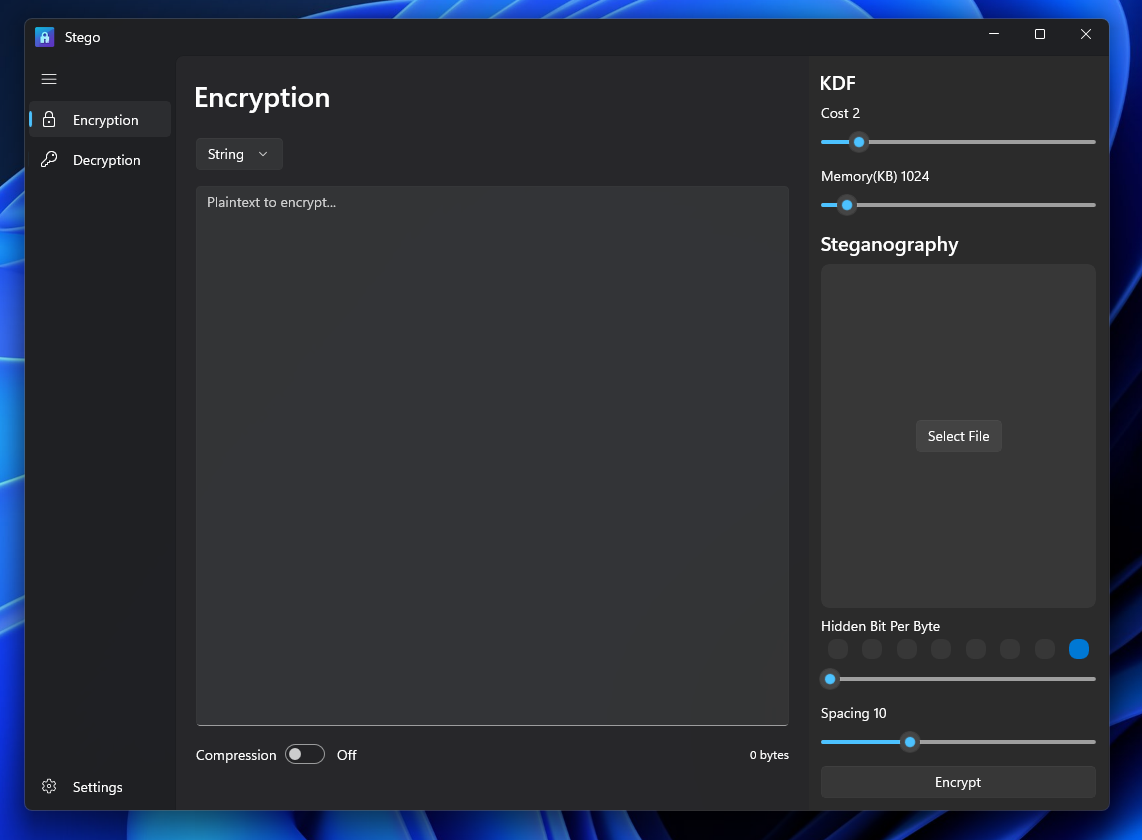 Stego
Encryption
Decryption
Settings
Encryption
String
Plaintext to encrypt...
Compression Off
0 bytes
KDF
Cost 2
Memory(KB) 1024
Steganography
Select File
Hidden Bit Per Byte
Spacing 10
Encrypt